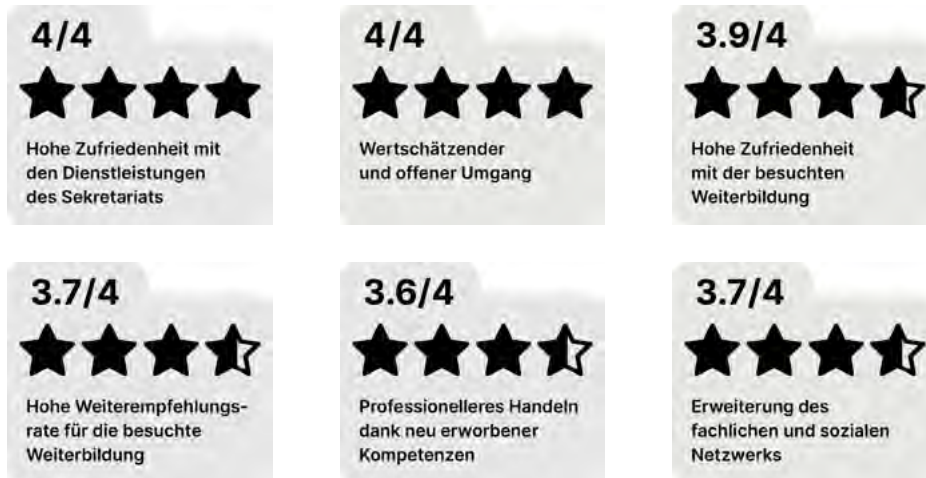 4/4
Hohe Zufriedenheit mit
den Dienstleistungen
des Sekretariats
4/4
Wertschätzender
und offener Umgang
3.9/4
Hohe Zufriedenheit
mit der besuchten
Weiterbildung
3.7/4
Hohe Weiterempfehlungs-
rate für die besuchte
Weiterbildung
3.6/4
Professionelleres Handeln
dank neu erworbener
Kompetenzen
3.7/4
Erweiterung des
fachlichen und sozialen
Netzwerks